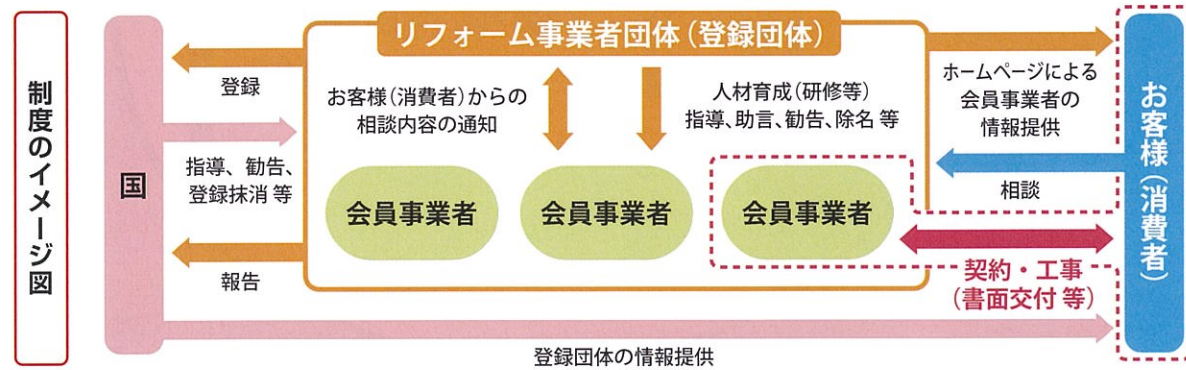 制度のイメージ図
国
登録
指導、勧告、
登録抹消 等
報告
リフォーム事業者団体(登録団体)
お客様(消費者)からの
相談内容の通知
人材育成(研修等)
指導、助言、勧告、除名 等
会員事業者
会員事業者
会員事業者
ホームページによる
会員事業者の
情報提供
相談
契約・工事
(書面交付 等)
お客様(消費者)
登録団体の情報提供